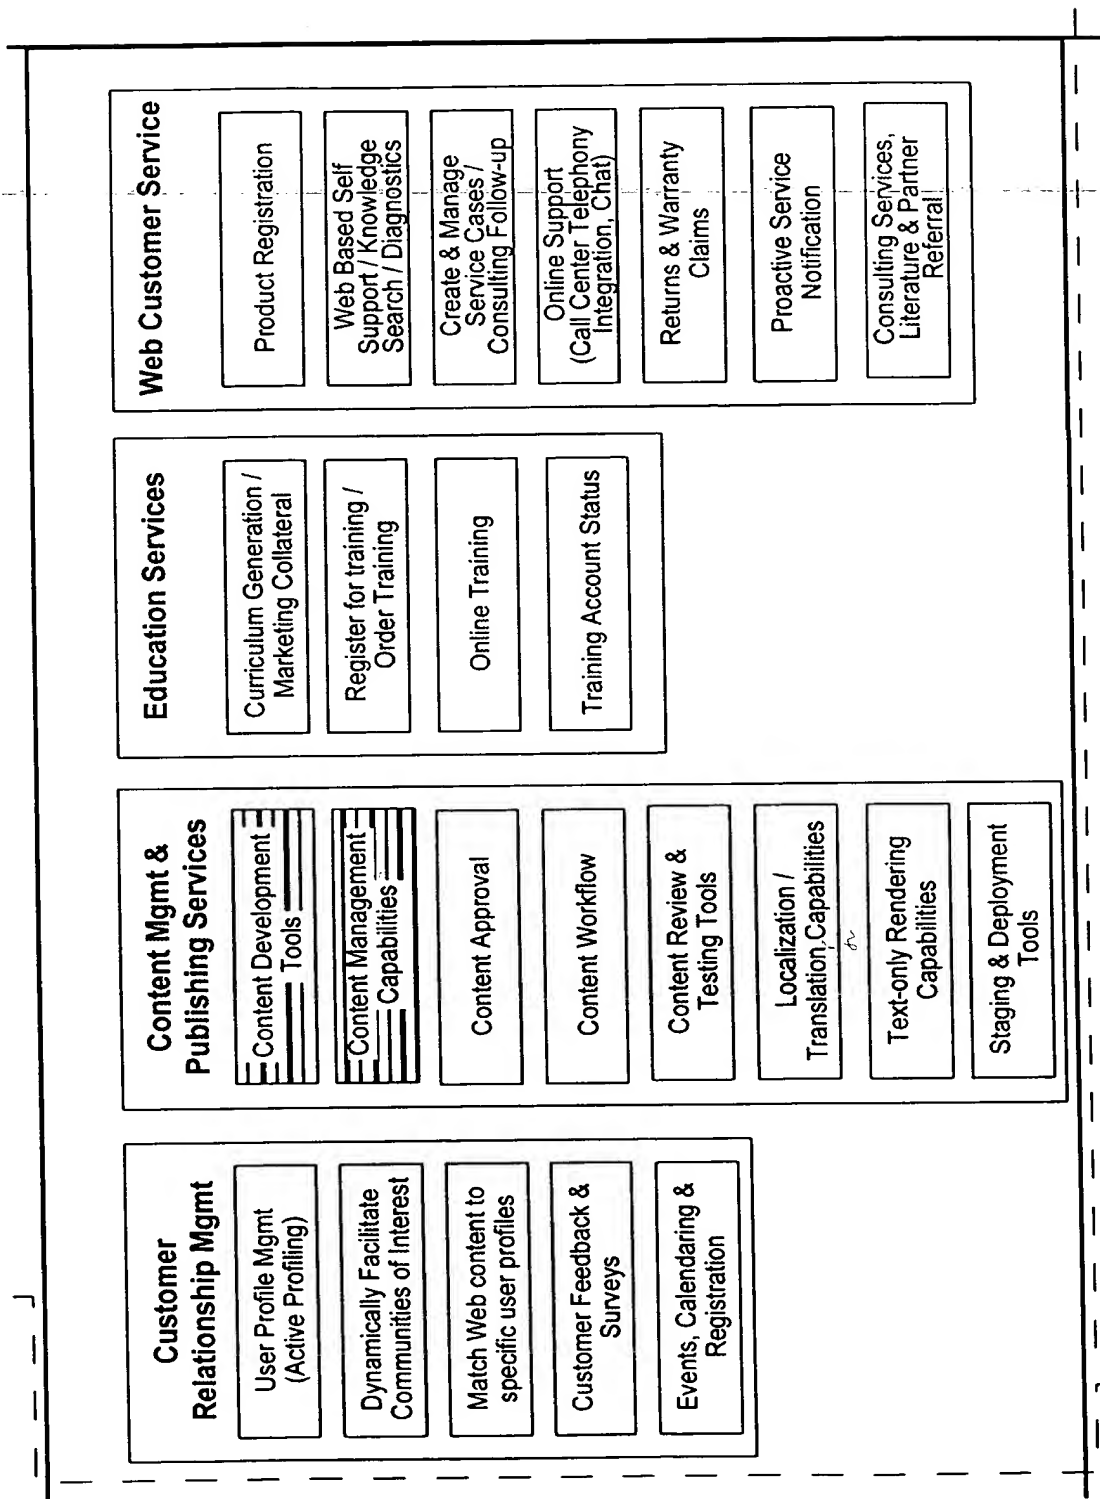 Customer
Relationship Mgmt
User Profile Mgmt
(Active Profiling)
Dynamically Facilitate
Communities of Interest
Match Web content to
specific user profiles
Customer Feedback &
Surveys
Events, Calendaring &
Registration
Content Mgmt &
Publishing Services
Content Development
Tools
Content Management
Capabilities
Content Approval
Content Workflow
Content Review &
Testing Tools
Localization /
Translation Capabilities
Text-only Rendering
Capabilities
Staging & Deployment
Tools
Education Services
Curriculum Generation /
Marketing Collateral
Register for training /
Order Training
Online Training
Training Account Status
Web Customer Service
Product Registration
Web Based Self
Support / Knowledge
Search / Diagnostics
Create & Manage
Service Cases /
Consulting Follow-up
Online Support
(Call Center Telephony
Integration, Chat)
Returns & Warranty
Claims
Proactive Service
Notification
Consulting Services,
Literature & Partner
Referral